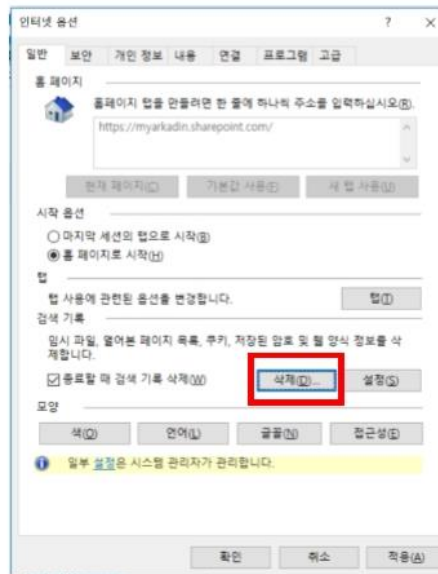 인터넷 옵션 ? ×
일반 보안 개인 정보 내용 연결 프로그램 고급
홈 페이지
홈페이지 탭을 만들려면 한 줄에 하나씩 주소를 입력하십시오(R).
https://myarkadin.sharepoint.com/
현재 페이지(C) 기본값 사용(F) 새 탭 사용(U)
시작 옵션
마지막 세션의 탭으로 시작(B)
홈 페이지로 시작(H)
탭
탭 사용에 관련된 옵션을 변경합니다. 탭(T)
검색 기록
임시 파일, 열어본 페이지 목록, 쿠키, 저장된 암호 및 웹 양식 정보를 삭
제합니다.
종료할 때 검색 기록 삭제(W) 삭제(D)... 설정(S)
모양
색(O) 언어(L) 글꼴(N) 접근성(E)
일부 설정은 시스템 관리자가 관리합니다.
확인 취소 적용(A)